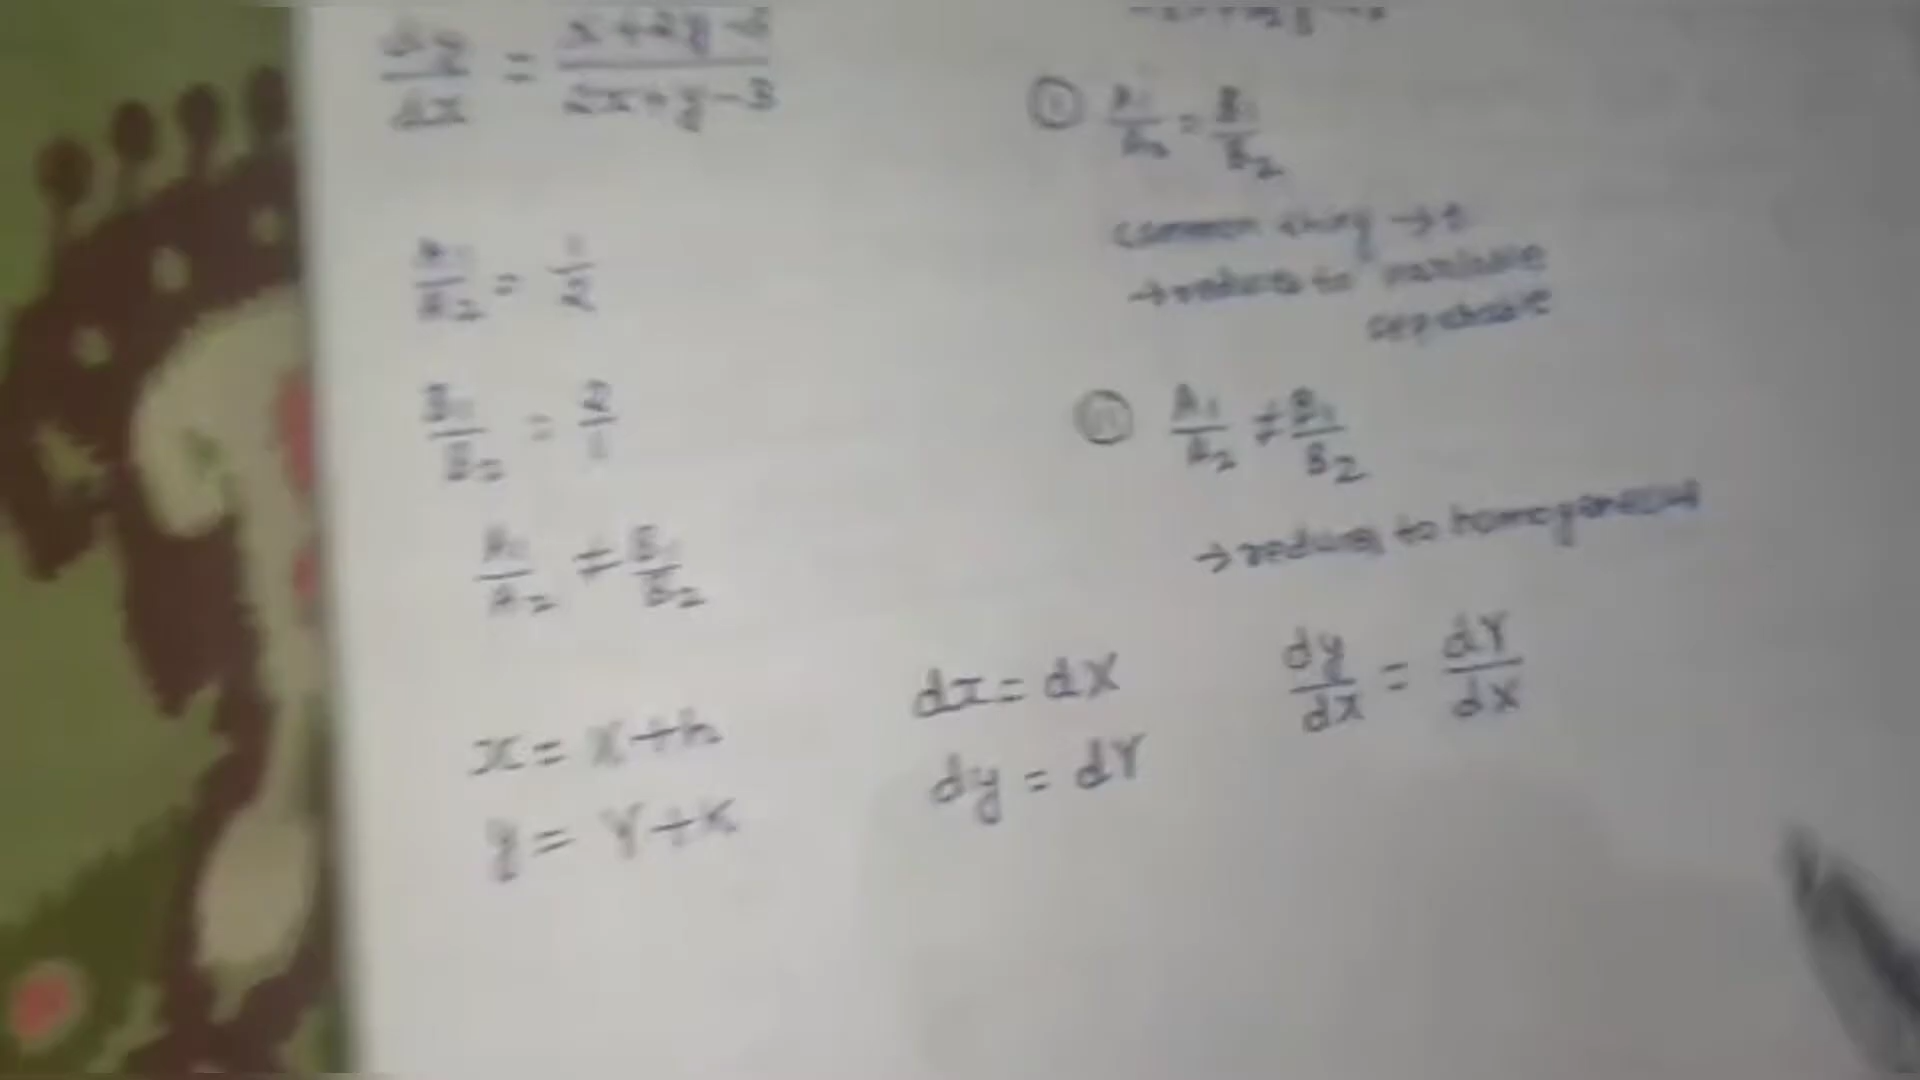 dy/dx = x+2y-3 / 2x+y-3
A1/A2 = 1/2
B1/B2 = 2/1
A1/A2 ≠ B1/B2
x = X+h
y = Y+k
dx = dX
dy = dY
① A1/A2 = B1/B2
common thing → t
→ reduces to variable
separable
② A1/A2 ≠ B1/B2
→ reduces to homogeneous
dy/dx = dY/dX